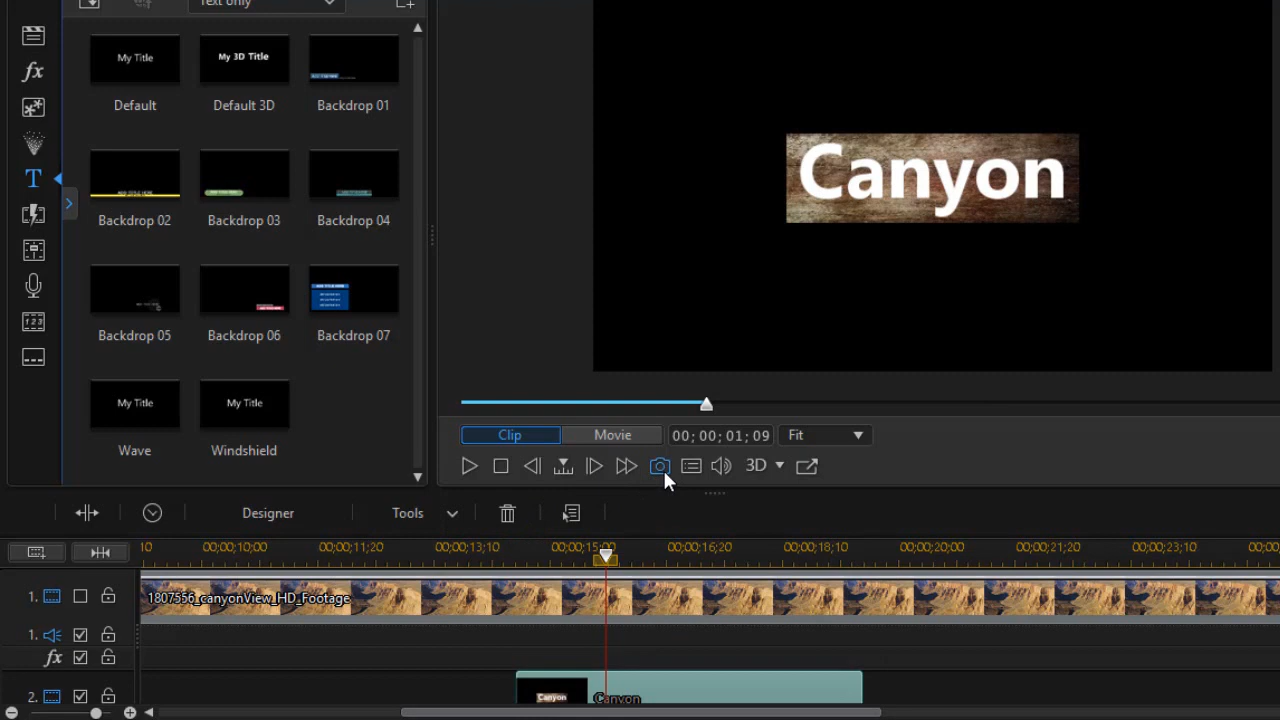 Text only
My Title
My 3D Title
Default
Default 3D
Backdrop 01
Backdrop 02
Backdrop 03
Backdrop 04
Backdrop 05
Backdrop 06
Backdrop 07
My Title
My Title
Wave
Windshield
Canyon
Clip
Movie
00; 00; 01; 09
Fit
3D
Designer
Tools
10
00;00;10;00
00;00;11;20
00;00;13;10
00;00;15;00
00;00;16;20
00;00;18;10
00;00;20;00
00;00;21;20
00;00;23;10
00;00
1.
1807556_canyonView_HD_Footage
1.
fx
2.
Canyon
Canyon
T
fx